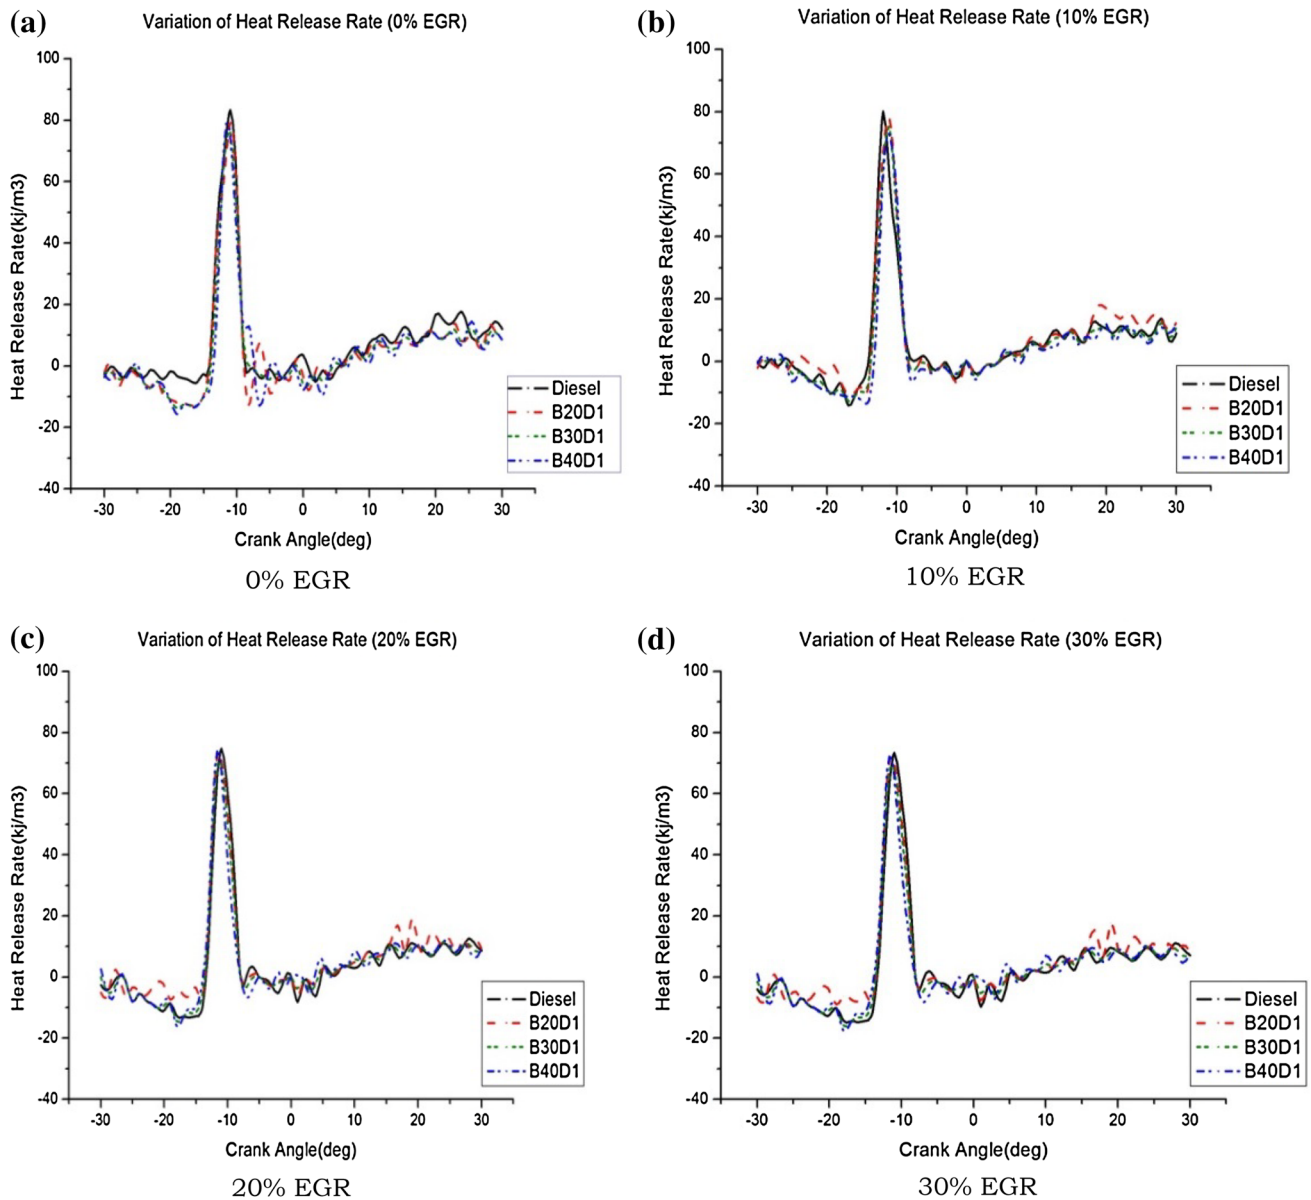 (a)
Variation of Heat Release Rate (0% EGR)
100
80
60
40
20
0
-20
-40
Heat Release Rate(kj/m3)
-30 -20 -10 0 10 20 30
Crank Angle(deg)
Diesel
B20D1
B30D1
B40D1
0% EGR
(b)
Variation of Heat Release Rate (10% EGR)
100
80
60
40
20
0
-20
-40
Heat Release Rate(kj/m3)
-30 -20 -10 0 10 20 30
Crank Angle(deg)
Diesel
B20D1
B30D1
B40D1
10% EGR
(c)
Variation of Heat Release Rate (20% EGR)
100
80
60
40
20
0
-20
-40
Heat Release Rate(kj/m3)
-30 -20 -10 0 10 20 30
Crank Angle(deg)
Diesel
B20D1
B30D1
B40D1
20% EGR
(d)
Variation of Heat Release Rate (30% EGR)
100
80
60
40
20
0
-20
-40
Heat Release Rate(kj/m3)
-30 -20 -10 0 10 20 30
Crank Angle(deg)
Diesel
B20D1
B30D1
B40D1
30% EGR